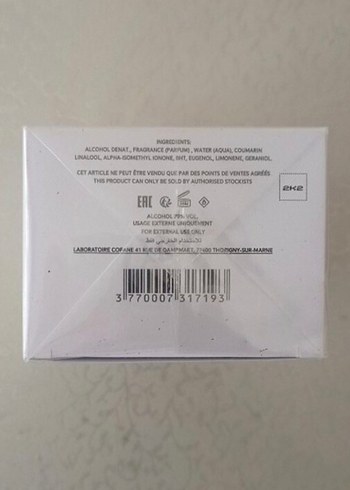 INGREDIENTS:
ALCOHOL DENAT., FRAGRANCE (PARFUM), WATER (AQUA), COUMARIN
LINALOOL, ALPHA-ISOMETHYL IONONE, BHT, EUGENOL, LIMONENE, GERANIOL.
CET ARTICLE NE PEUT ÊTRE VENDU QUE PAR DES POINTS DE VENTES AGRÉÉS
THIS PRODUCT CAN ONLY BE SOLD BY AUTHORISED STOCKISTS
2K2
EAC
ALCOHOL VOL.
USAGE EXTERNE UNIQUEMENT
FOR EXTERNAL USE ONLY
للاستخدام الخارجي فقط
LABORATOIRE COFANE 41 RUE DE THORIGNY-SUR-MARNE
3 770007 317193